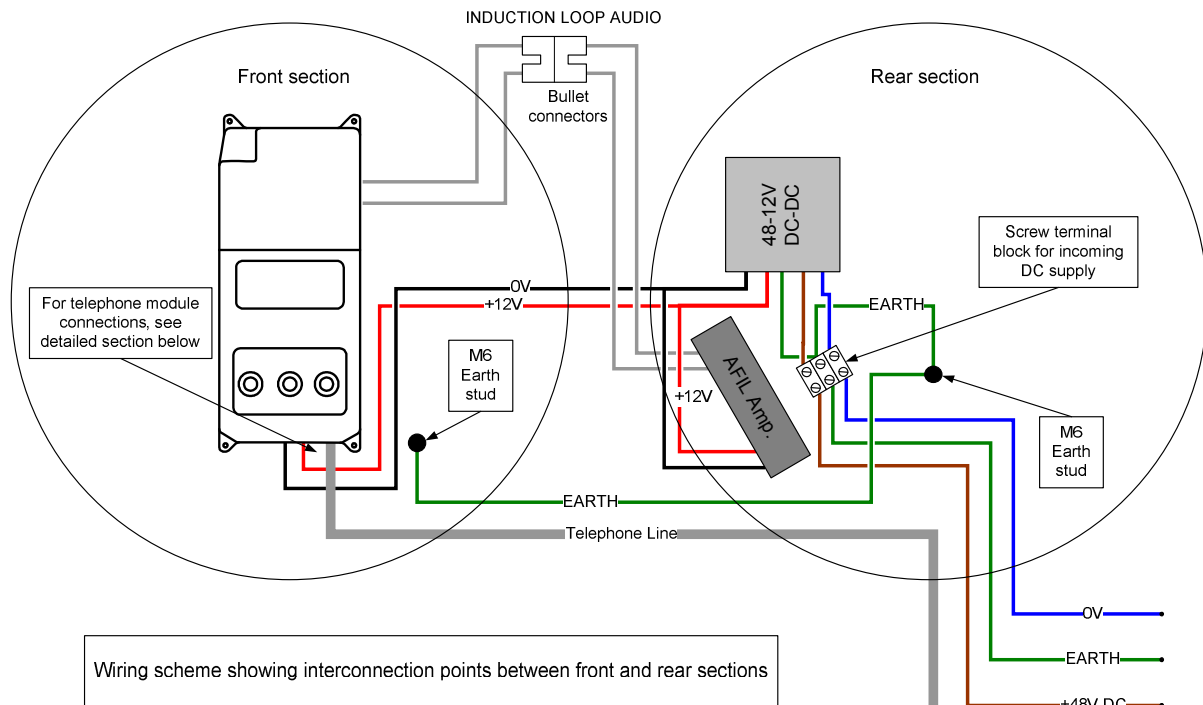 INDUCTION LOOP AUDIO
Front section
Rear section
Bullet
connectors
48-12V
DC-DC
Screw terminal
block for incoming
DC supply
0V
+12V
EARTH
For telephone module
connections, see
detailed section below
M6
Earth
stud
+12V
AFIL Amp.
M6
Earth
stud
EARTH
Telephone Line
0V
EARTH
+48V DC
Wiring scheme showing interconnection points between front and rear sections